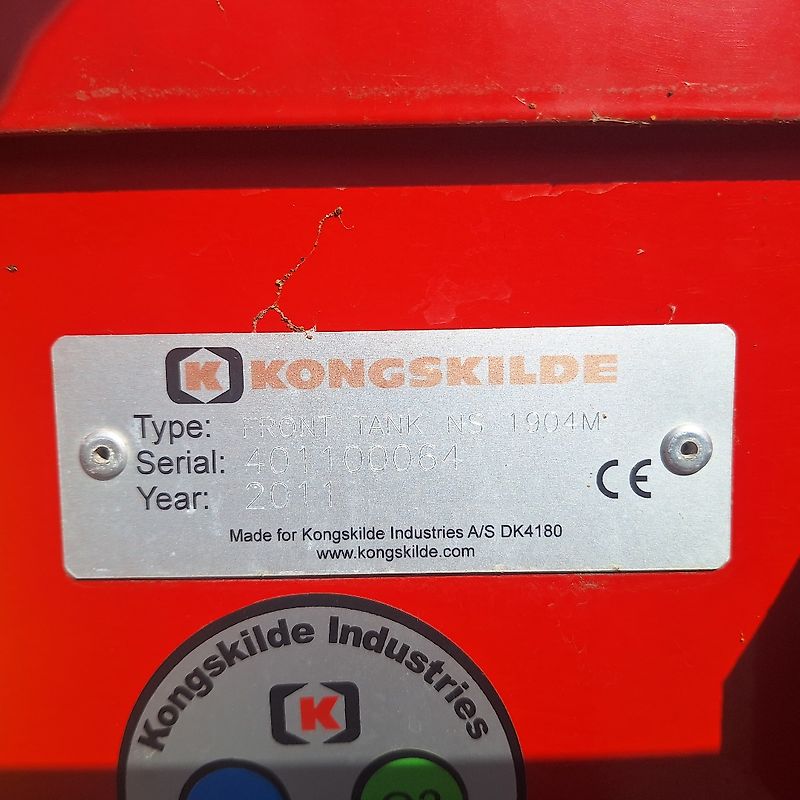 K KONGSKILDE
Type: FRONT TANK NS 1904M
Serial: 401100064
Year: 2011
CE
Made for Kongskilde Industries A/S DK4180
www.kongskilde.com
Kongskilde Industries
K